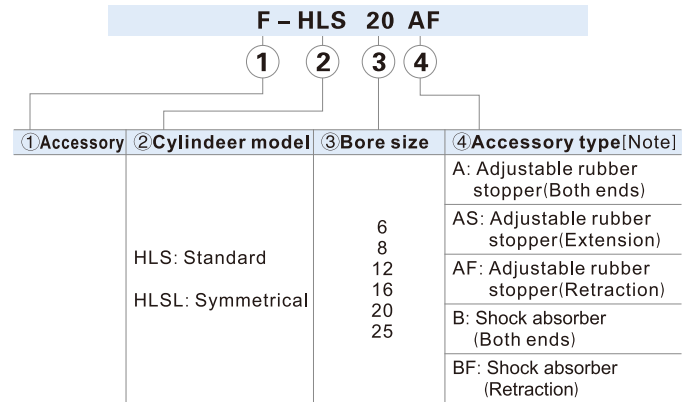 F – HLS 20 AF
1 2 3 4
①Accessory ②Cylindeer model ③Bore size ④Accessory type[Note]
HLS: Standard
HLSL: Symmetrical
6
8
12
16
20
25
A: Adjustable rubber
stopper(Both ends)
AS: Adjustable rubber
stopper(Extension)
AF: Adjustable rubber
stopper(Retraction)
B: Shock absorber
(Both ends)
BF: Shock absorber
(Retraction)